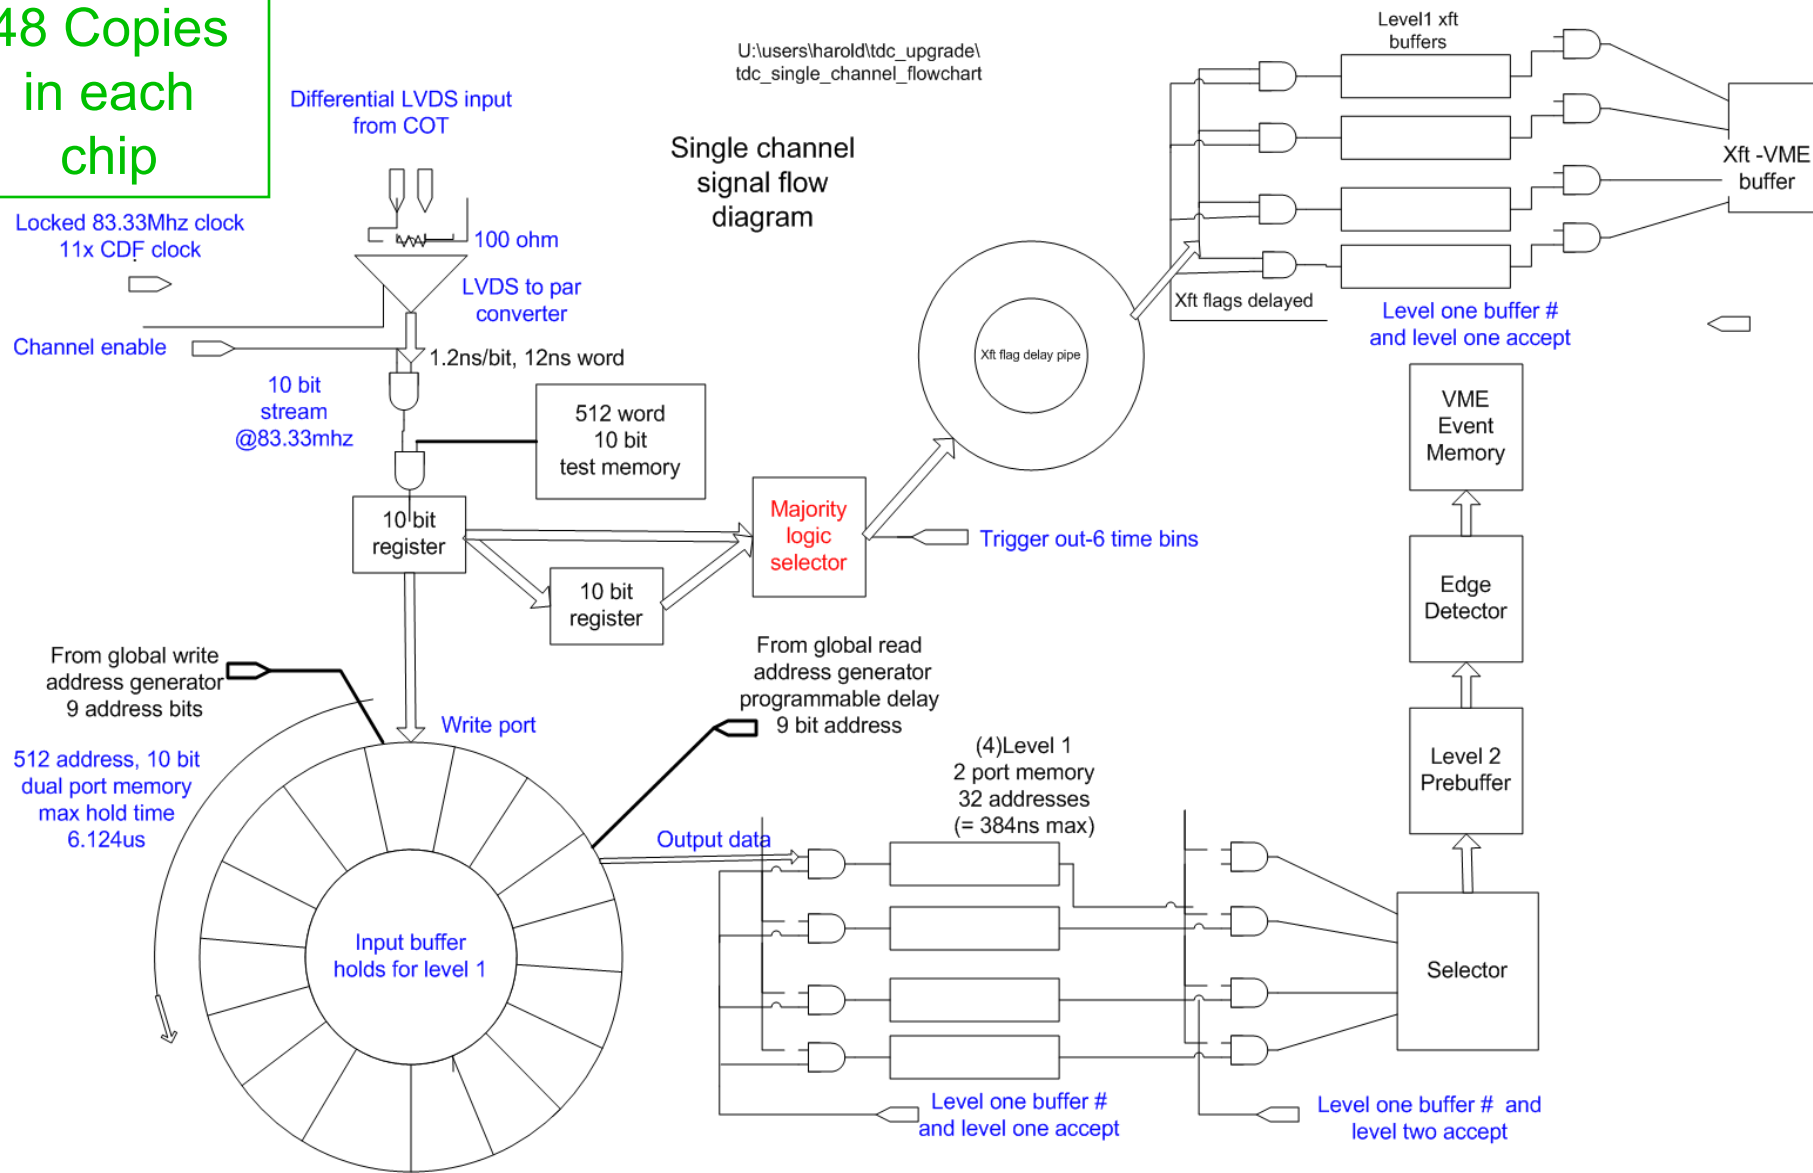 48 Copies
in each
chip
U:\users\harold\tdc_upgrade\
tdc_single_channel_flowchart
Level1 xft
buffers
Differential LVDS input
from COT
Single channel
signal flow
diagram
Xft -VME
buffer
Locked 83.33Mhz clock
11x CDF clock
100 ohm
LVDS to par
converter
Xft flags delayed
Level one buffer #
and level one accept
Channel enable
1.2ns/bit, 12ns word
Xft flag delay pipe
10 bit
stream
@83.33mhz
512 word
10 bit
test memory
VME
Event
Memory
10 bit
register
Majority
logic
selector
Trigger out-6 time bins
10 bit
register
Edge
Detector
From global write
address generator
9 address bits
From global read
address generator
programmable delay
9 bit address
Write port
512 address, 10 bit
dual port memory
max hold time
6.124us
(4)Level 1
2 port memory
32 addresses
(= 384ns max)
Level 2
Prebuffer
Output data
Input buffer
holds for level 1
Selector
Level one buffer #
and level one accept
Level one buffer # and
level two accept